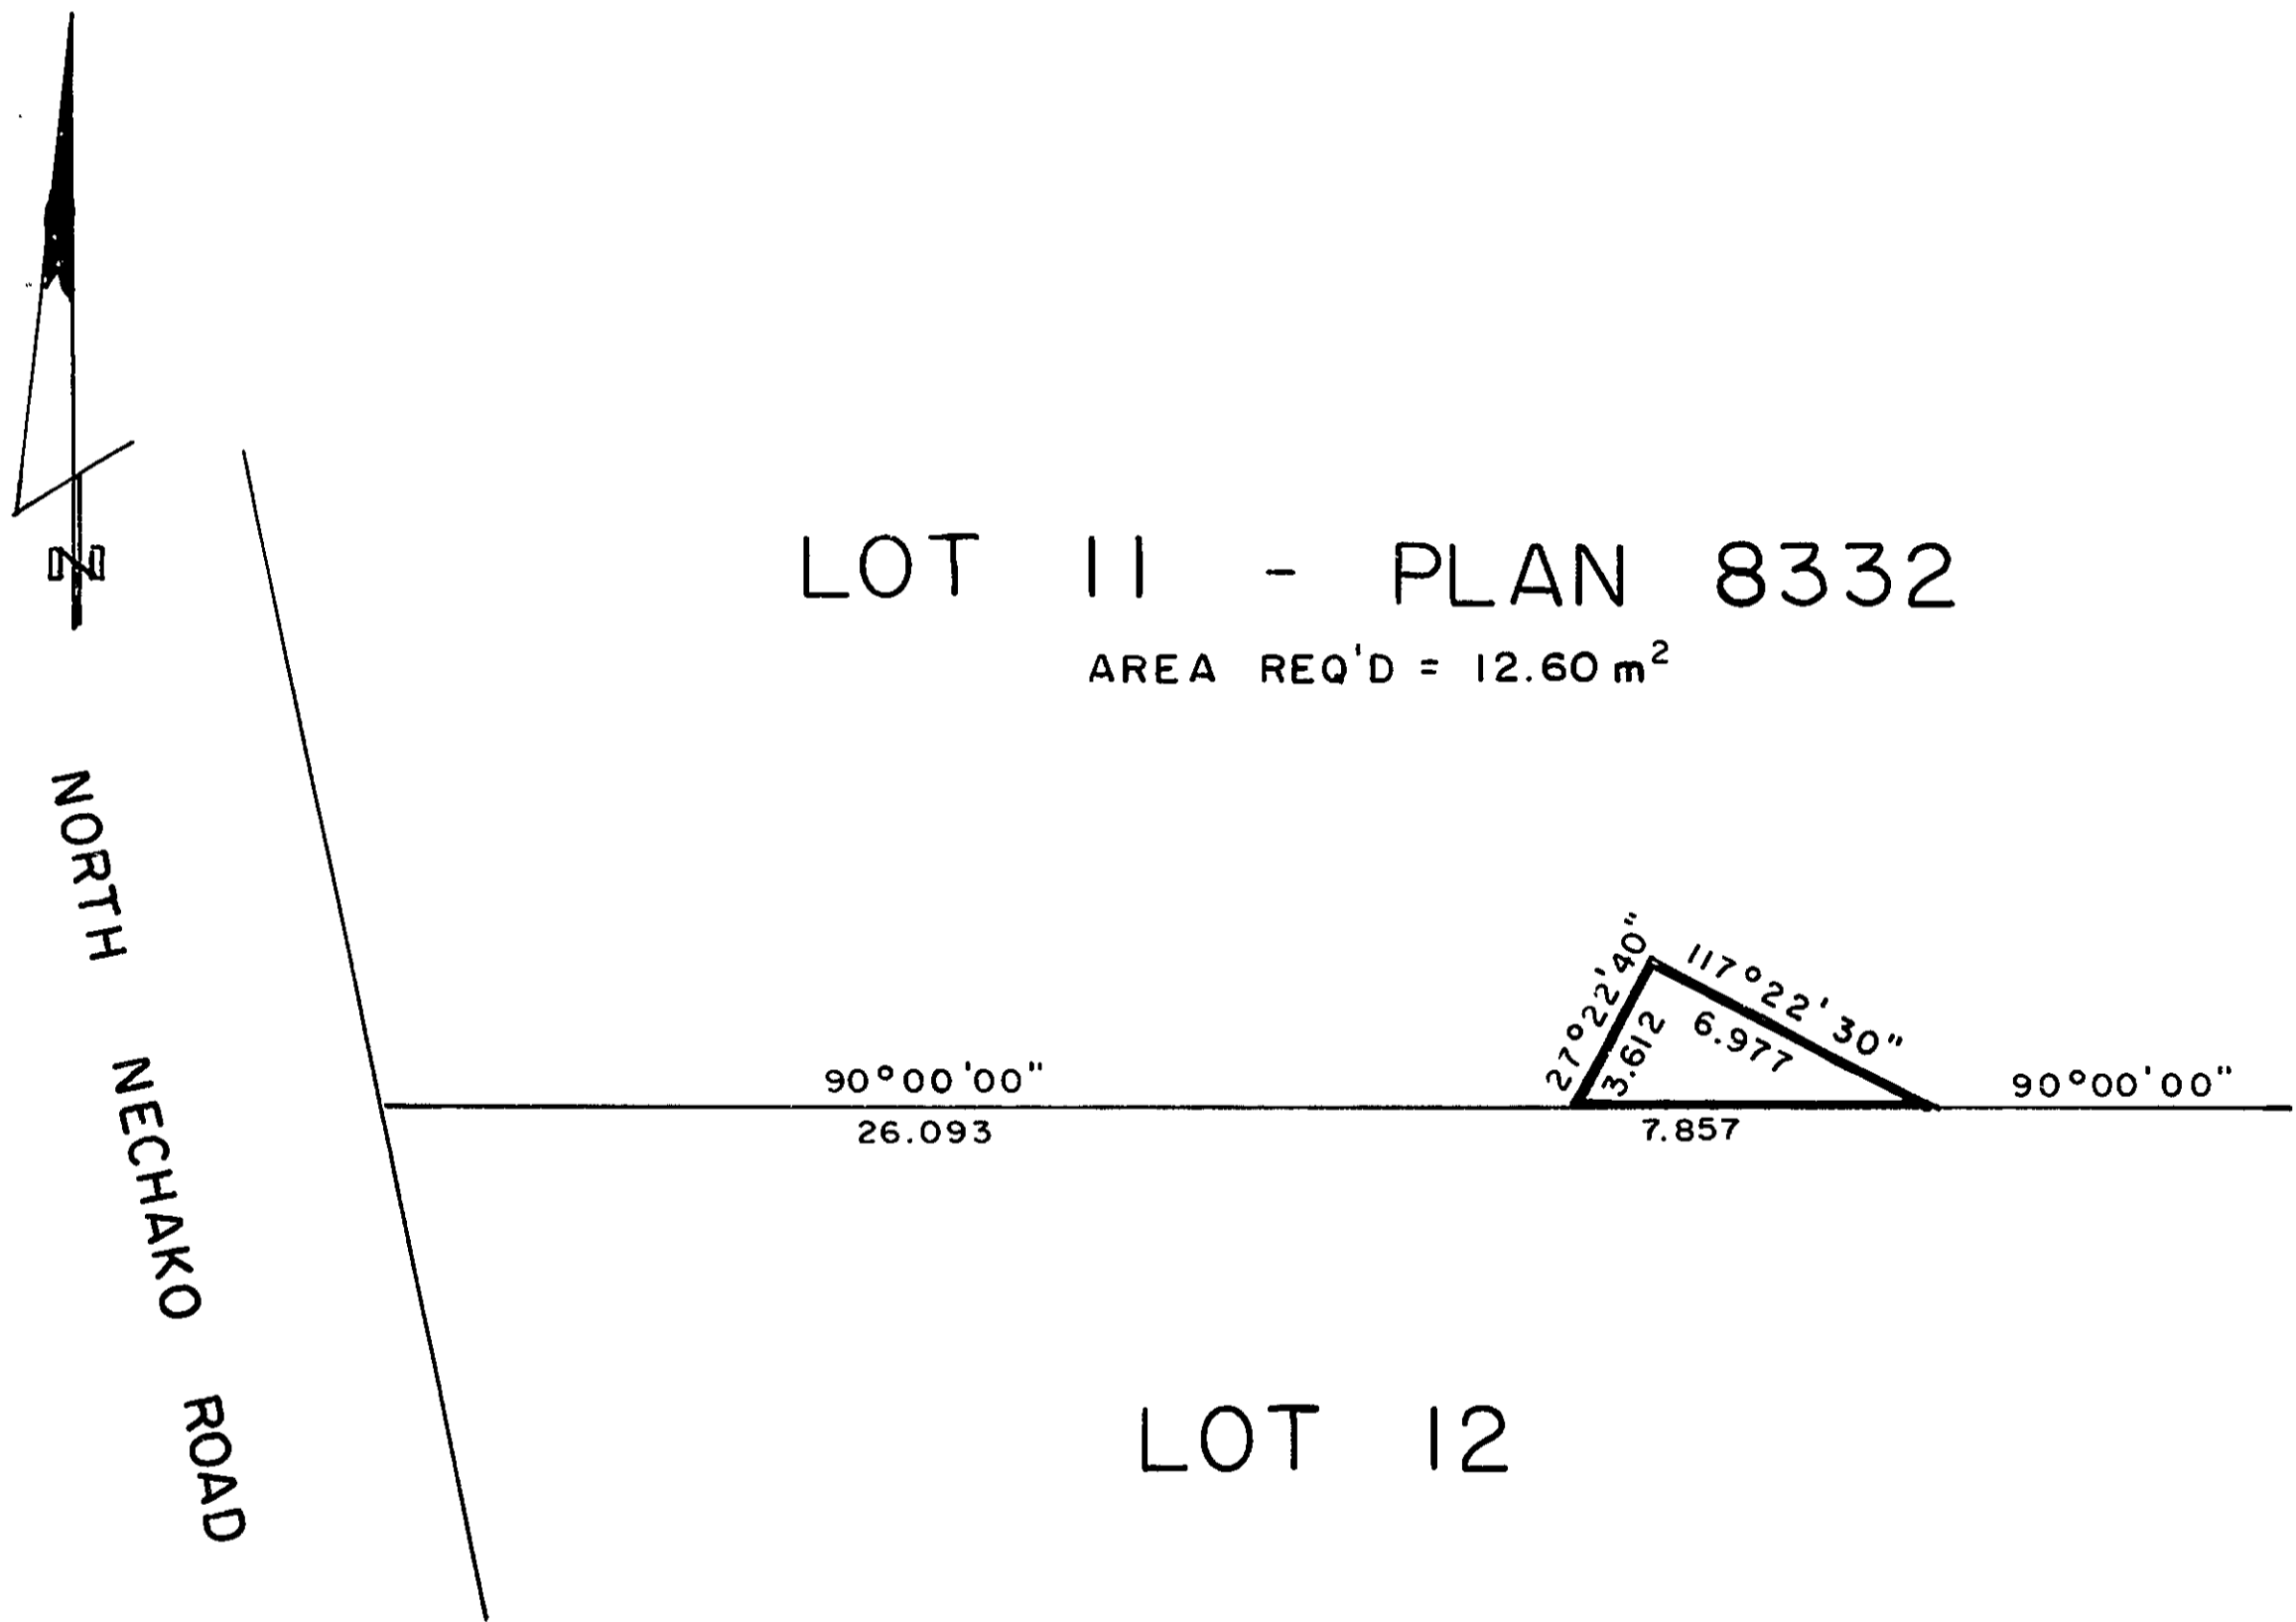 N
LOT 11 - PLAN 8332
AREA REQ'D = 12.60 m²
NORTH NECHAKO ROAD
27°22'40"
3.612
117°22'30"
6.977
90°00'00"
26.093
7.857
90°00'00"
LOT 12